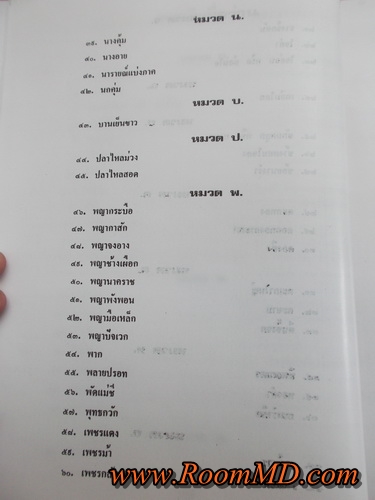 หมวด น.
๓๙. นางคุ้ม
๔๐. นางอาย
๔๑. นารายณ์แบ่งภาค
๔๒. นกคุ่ม
หมวด บ.
๔๓. บานเย็นขาว
หมวด ป.
๔๔. ปลาไหลม่วง
๔๕. ปลาไหลสอด
หมวด พ.
๔๖. พญากระบือ
๔๗. พญากาสัก
๔๘. พญาจงอาง
๔๙. พญาช้างเผือก
๕๐. พญานาคราช
๕๑. พญาพังพอน
๕๒. พญามือเหล็ก
๕๓. พญาปัจเวก
๕๔. พาก
๕๕. พลายปรอท
๕๖. พัดแม่ชี
๕๗. พุทธกวัก
๕๘. เพชรแดง
๕๙. เพชรม้า
๖๐.
www.RoomMD.com